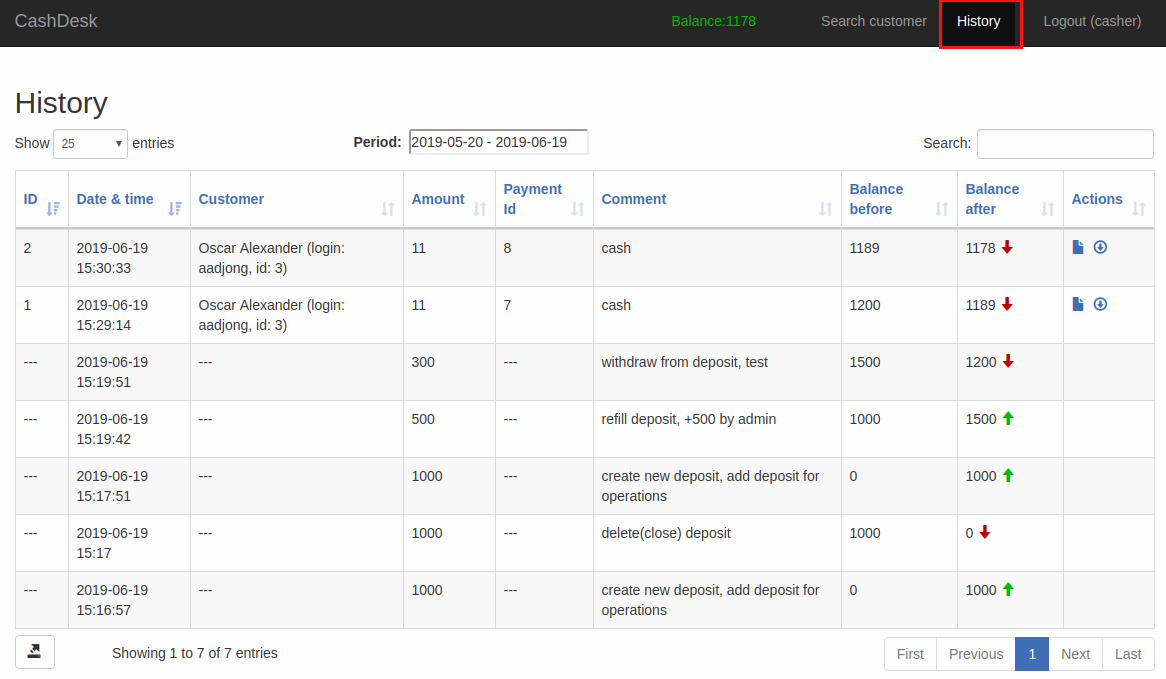 CashDesk Balance:1178 Search customer History Logout (casher)
History
Show 25 entries Period: 2019-05-20 - 2019-06-19 Search:
ID Date & time Customer Amount Payment Id Comment Balance before Balance after Actions
2 2019-06-19 15:30:33 Oscar Alexander (login: aadjong, id: 3) 11 8 cash 1189 1178
1 2019-06-19 15:29:14 Oscar Alexander (login: aadjong, id: 3) 11 7 cash 1200 1189
--- 2019-06-19 15:19:51 --- 300 --- withdraw from deposit, test 1500 1200
--- 2019-06-19 15:19:42 --- 500 --- refill deposit, +500 by admin 1000 1500
--- 2019-06-19 15:17:51 --- 1000 --- create new deposit, add deposit for operations 0 1000
--- 2019-06-19 15:17 --- 1000 --- delete(close) deposit 1000 0
--- 2019-06-19 15:16:57 --- 1000 --- create new deposit, add deposit for operations 0 1000
Showing 1 to 7 of 7 entries First Previous 1 Next Last